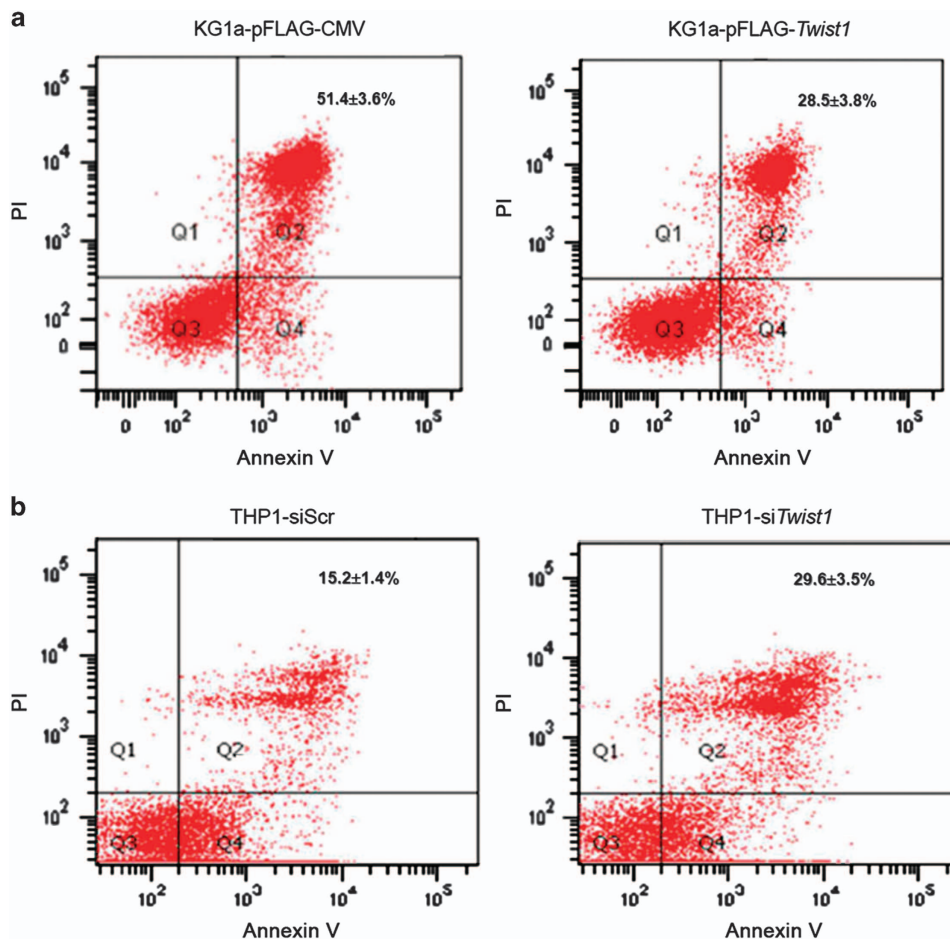 a
KG1a-pFLAG-CMV
KG1a-pFLAG-Twist1
10⁵
10⁴
10³
10²
0
PI
51.4±3.6%
Q1
Q2
Q3
Q4
0 10² 10³ 10⁴ 10⁵
Annexin V
10⁵
10⁴
10³
10²
0
PI
28.5±3.8%
Q1
Q2
Q3
Q4
0 10² 10³ 10⁴ 10⁵
Annexin V
b
THP1-siScr
THP1-siTwist1
10⁵
10⁴
10³
10²
PI
15.2±1.4%
Q1
Q2
Q3
Q4
10² 10³ 10⁴ 10⁵
Annexin V
10⁵
10⁴
10³
10²
PI
29.6±3.5%
Q1
Q2
Q3
Q4
10² 10³ 10⁴ 10⁵
Annexin V